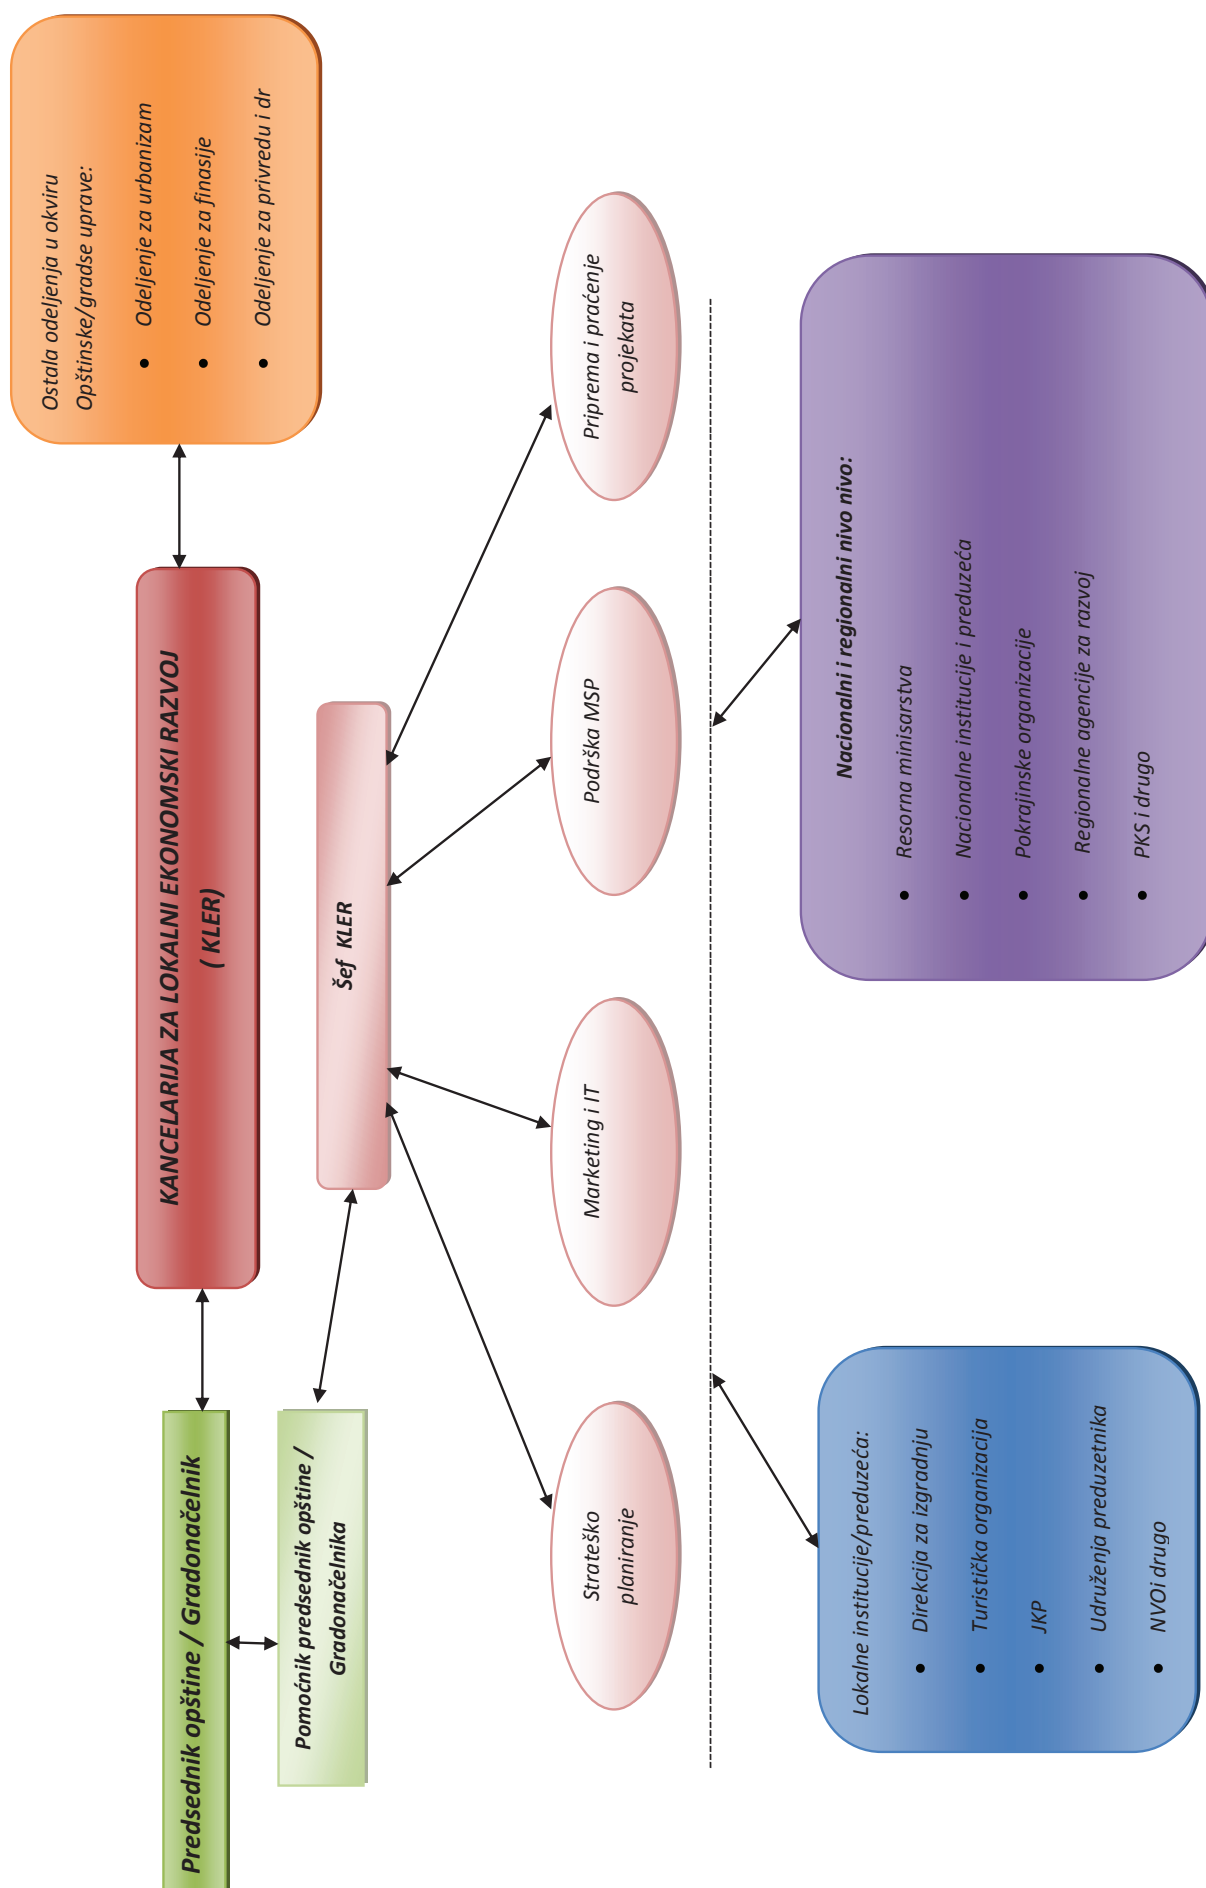 Predsednik opštine / Gradonačelnik
KANCELARIJA ZA LOKALNI EKONOMSKI RAZVOJ
( KLER)
Ostala odeljenja u okviru
Opštinske/gradse uprave:
• Odeljenje za urbanizam
• Odeljenje za finasije
• Odeljenje za privredu i dr
Pomoćnik predsednik opštine /
Gradonačelnika
Šef KLER
Strateško
planiranje
Marketing i IT
Podrška MSP
Priprema i praćenje
projekata
Lokalne institucije/preduzeća:
• Direkcija za izgradnju
• Turistička organizacija
• JKP
• Udruženja preduzetnika
• NVOi drugo
Nacionalni i regionalni nivo nivo:
• Resorna minisarstva
• Nacionalne institucije i preduzeća
• Pokrajinske organizacije
• Regionalne agencije za razvoj
• PKS i drugo